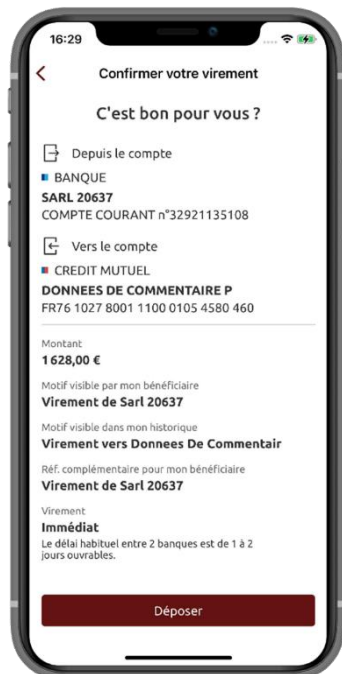 16:29
Confirmer votre virement
C'est bon pour vous ?
Depuis le compte
BANQUE
SARL 20637
COMPTE COURANT n°32921135108
Vers le compte
CREDIT MUTUEL
DONNEES DE COMMENTAIRE P
FR76 1027 8001 1100 0105 4580 460
Montant
1 628,00 €
Motif visible par mon bénéficiaire
Virement de Sarl 20637
Motif visible dans mon historique
Virement vers Donnees De Commentair
Réf. complémentaire pour mon bénéficiaire
Virement de Sarl 20637
Virement
Immédiat
Le délai habituel entre 2 banques est de 1 à 2
jours ouvrables.
Déposer